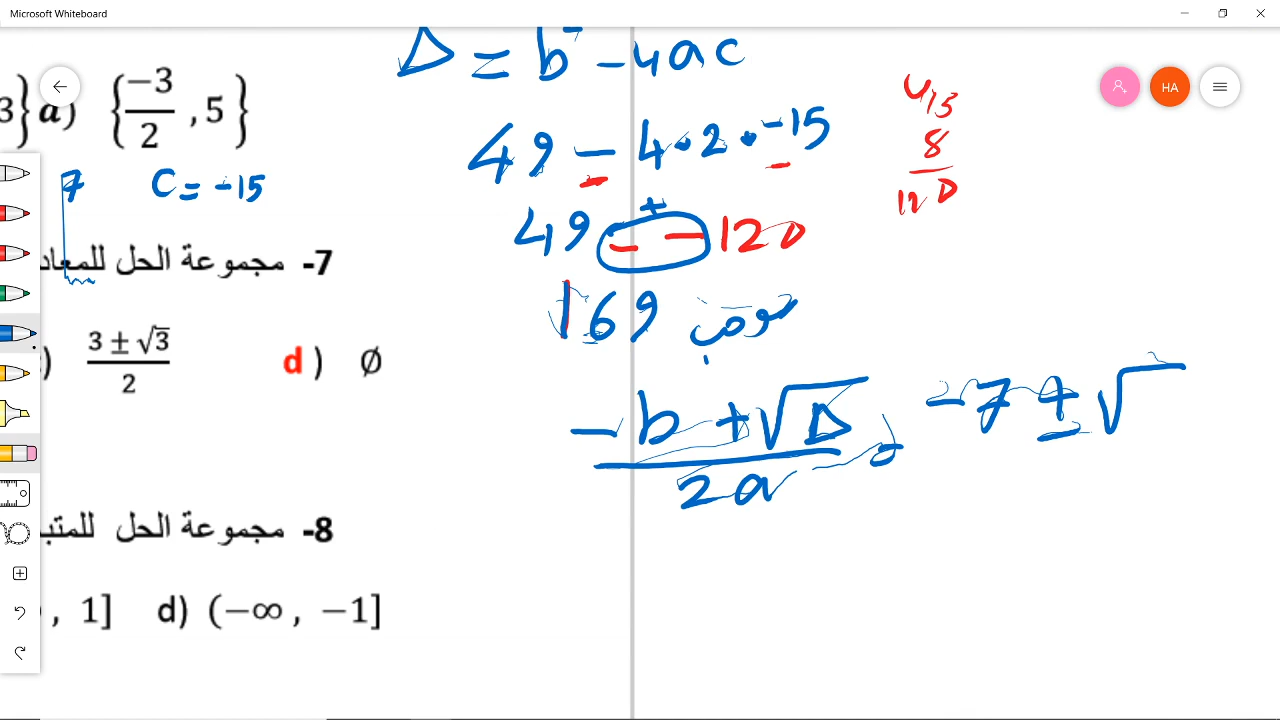 Microsoft Whiteboard
Δ = b² - 4ac
3} a) {-3/2 , 5}
HA
415
8
120
49 - 4·2·-15
7 C = -15
+
49 - - 120
-7 مجموعة الحل للمعاد
169 موجب
) 3 ± √3 / 2 d ) ∅
-b ± √Δ / 2a , -7 ± √
-8 مجموعة الحل للمتب
, 1] d) (−∞ , −1]